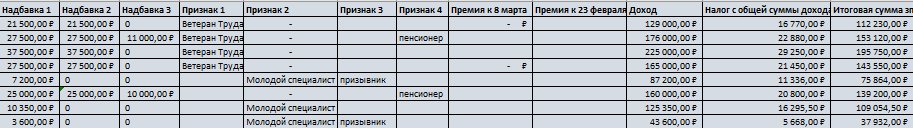 Надбавка 1 Надбавка 2 Надбавка 3 Признак 1 Признак 2 Признак 3 Признак 4 Премия к 8 марта Премия к 23 февраля Доход Налог с общей суммы дохода Итоговая сумма зп
21 500,00 ₽ 21 500,00 ₽ 0 Ветеран Труда - - ₽ 129 000,00 ₽ 16 770,00 ₽ 112 230,00 ₽
27 500,00 ₽ 27 500,00 ₽ 11 000,00 ₽ Ветеран Труда - пенсионер 176 000,00 ₽ 22 880,00 ₽ 153 120,00 ₽
37 500,00 ₽ 37 500,00 ₽ 0 Ветеран Труда - 225 000,00 ₽ 29 250,00 ₽ 195 750,00 ₽
27 500,00 ₽ 27 500,00 ₽ 0 Ветеран Труда - - ₽ 165 000,00 ₽ 21 450,00 ₽ 143 550,00 ₽
7 200,00 ₽ 0 0 Молодой специалист призывник 87 200,00 ₽ 11 336,00 ₽ 75 864,00 ₽
25 000,00 ₽ 25 000,00 ₽ 10 000,00 ₽ - пенсионер 160 000,00 ₽ 20 800,00 ₽ 139 200,00 ₽
10 350,00 ₽ 0 0 Молодой специалист 125 350,00 ₽ 16 295,50 ₽ 109 054,50 ₽
3 600,00 ₽ 0 0 Молодой специалист призывник 43 600,00 ₽ 5 668,00 ₽ 37 932,00 ₽